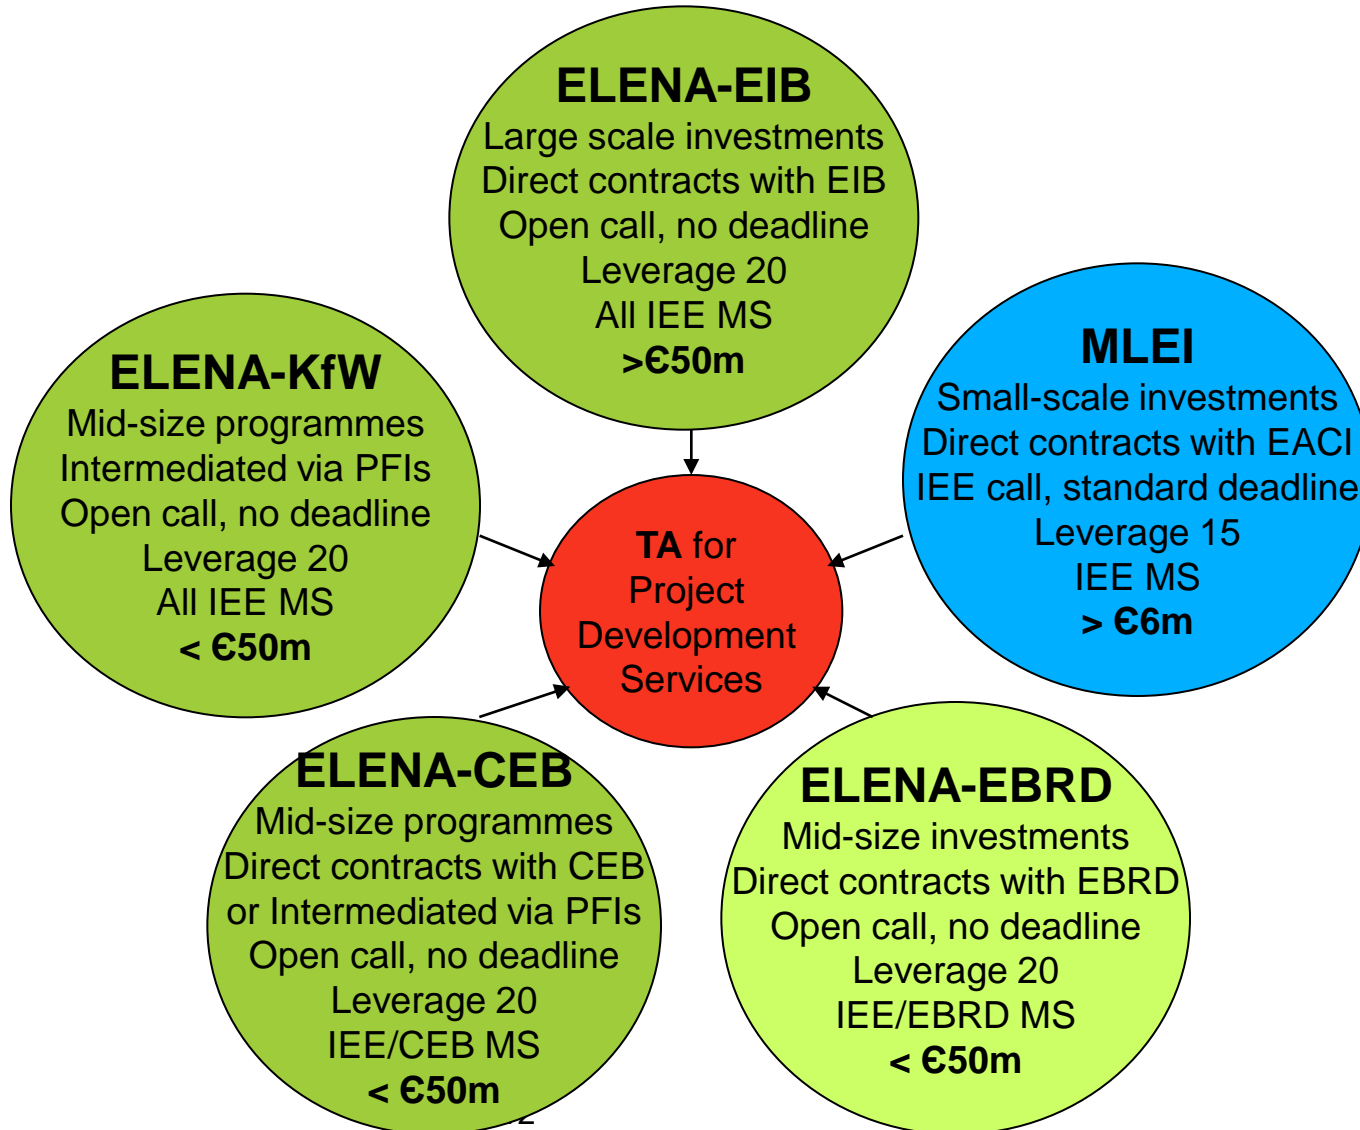 ELENA-EIB
Large scale investments
Direct contracts with EIB
Open call, no deadline
Leverage 20
All IEE MS
>€50m
ELENA-KfW
Mid-size programmes
Intermediated via PFIs
Open call, no deadline
Leverage 20
All IEE MS
< €50m
MLEI
Small-scale investments
Direct contracts with EACI
IEE call, standard deadline
Leverage 15
IEE MS
> €6m
TA for
Project
Development
Services
ELENA-CEB
Mid-size programmes
Direct contracts with CEB
or Intermediated via PFIs
Open call, no deadline
Leverage 20
IEE/CEB MS
< €50m
ELENA-EBRD
Mid-size investments
Direct contracts with EBRD
Open call, no deadline
Leverage 20
IEE/EBRD MS
< €50m